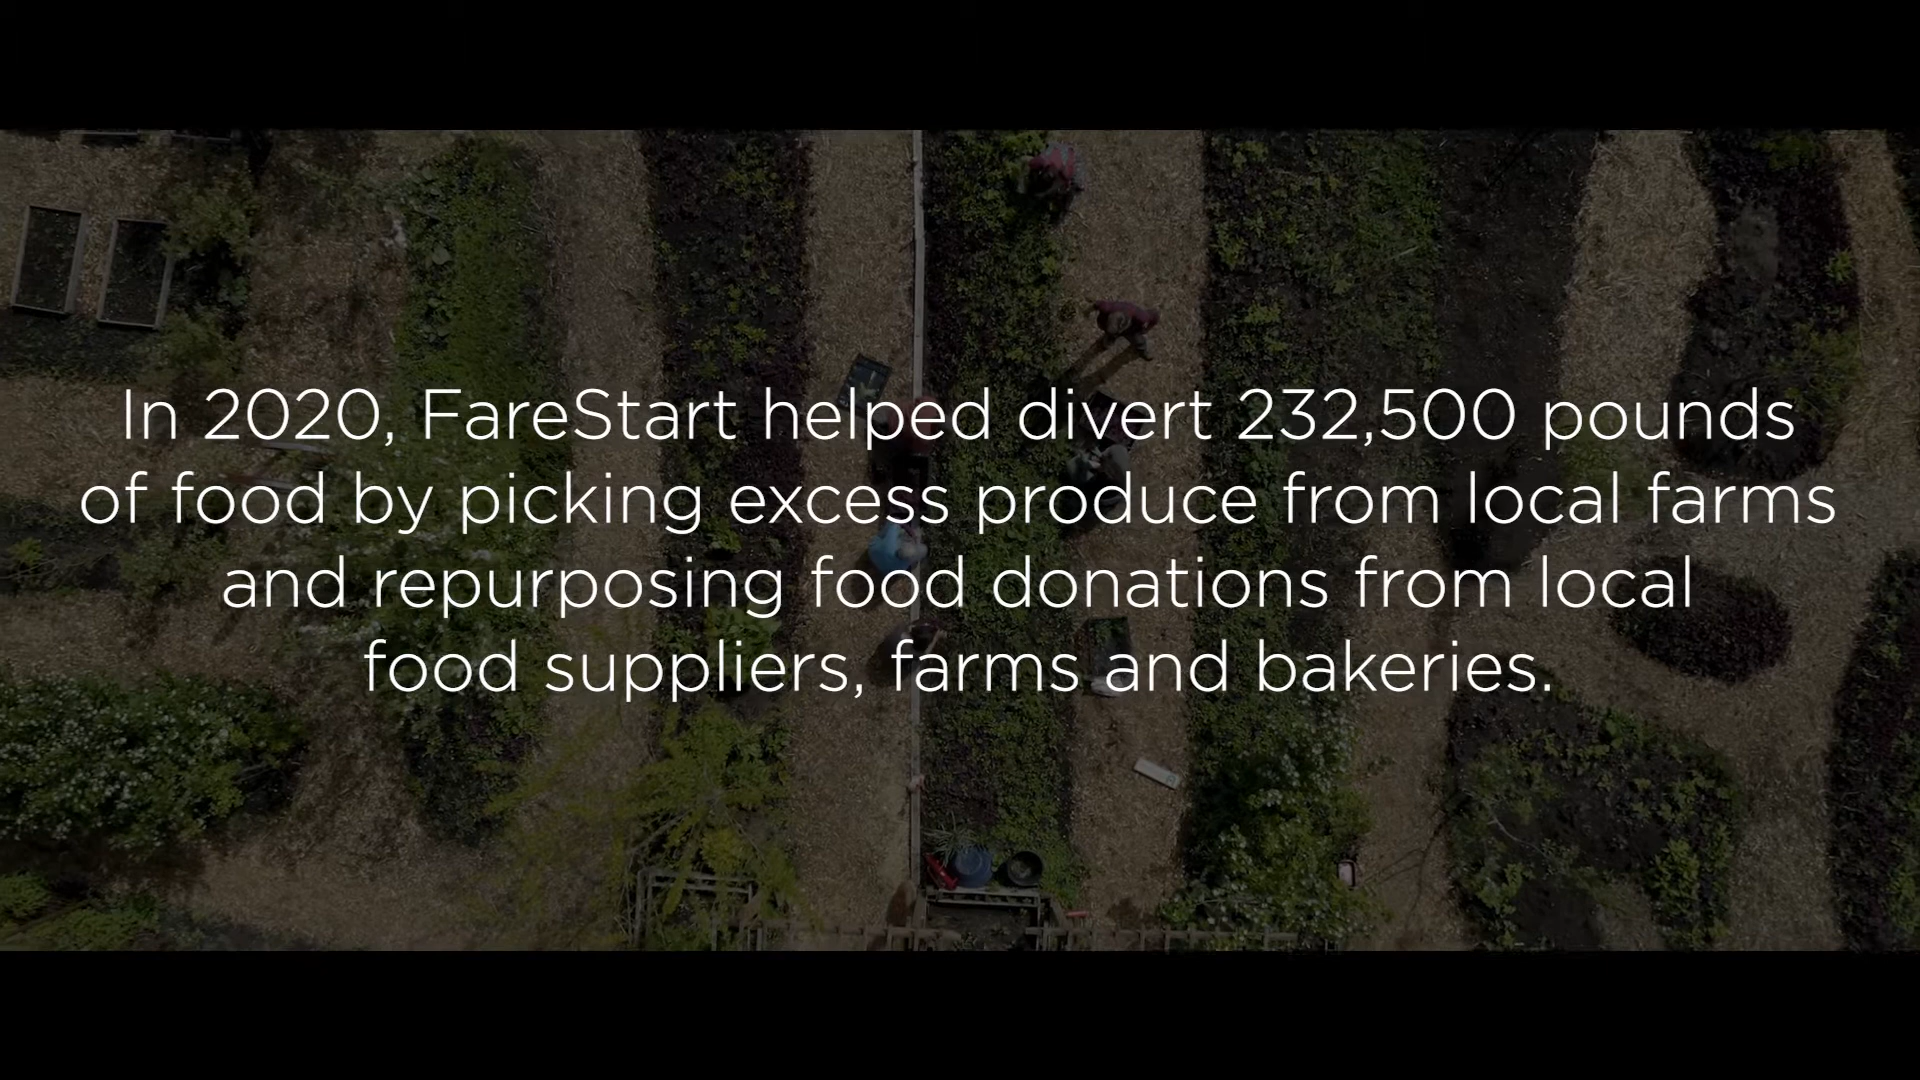 In 2020, FareStart helped divert 232,500 pounds
of food by picking excess produce from local farms
and repurposing food donations from local
food suppliers, farms and bakeries.